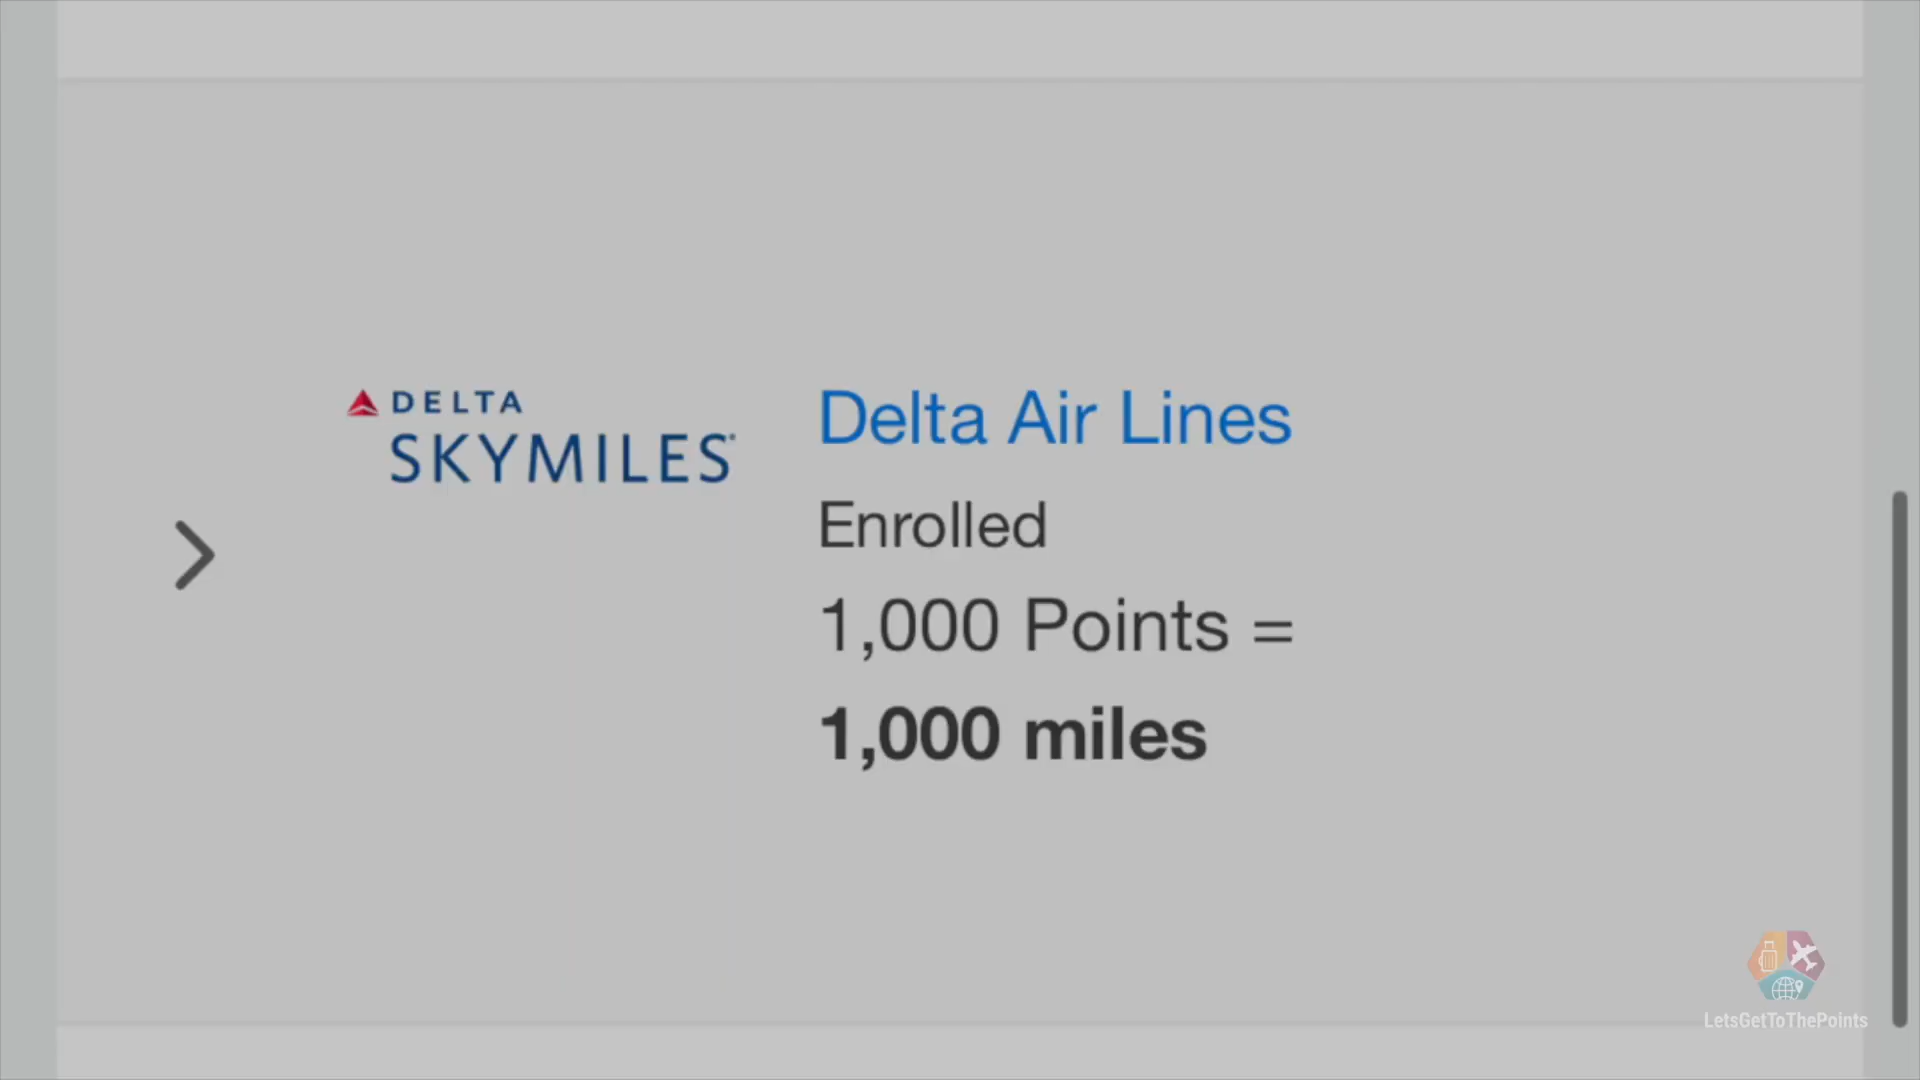 DELTA
SKYMILES
Delta Air Lines
Enrolled
1,000 Points =
1,000 miles
LetsGetToThePoints